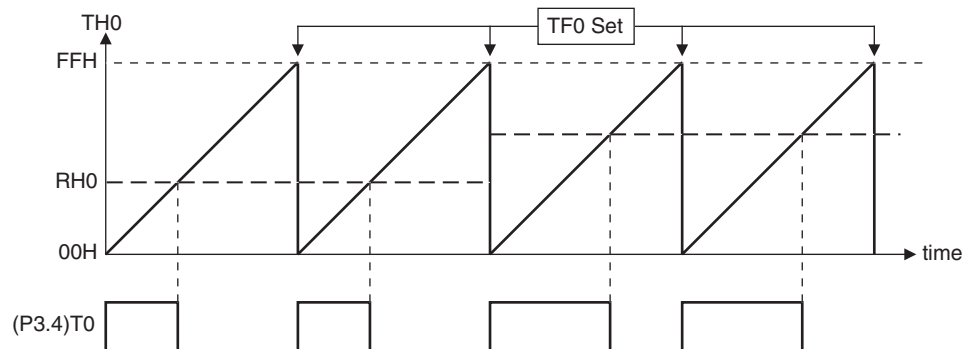 TH0
TF0 Set
FFH
RH0
00H
time
(P3.4)T0